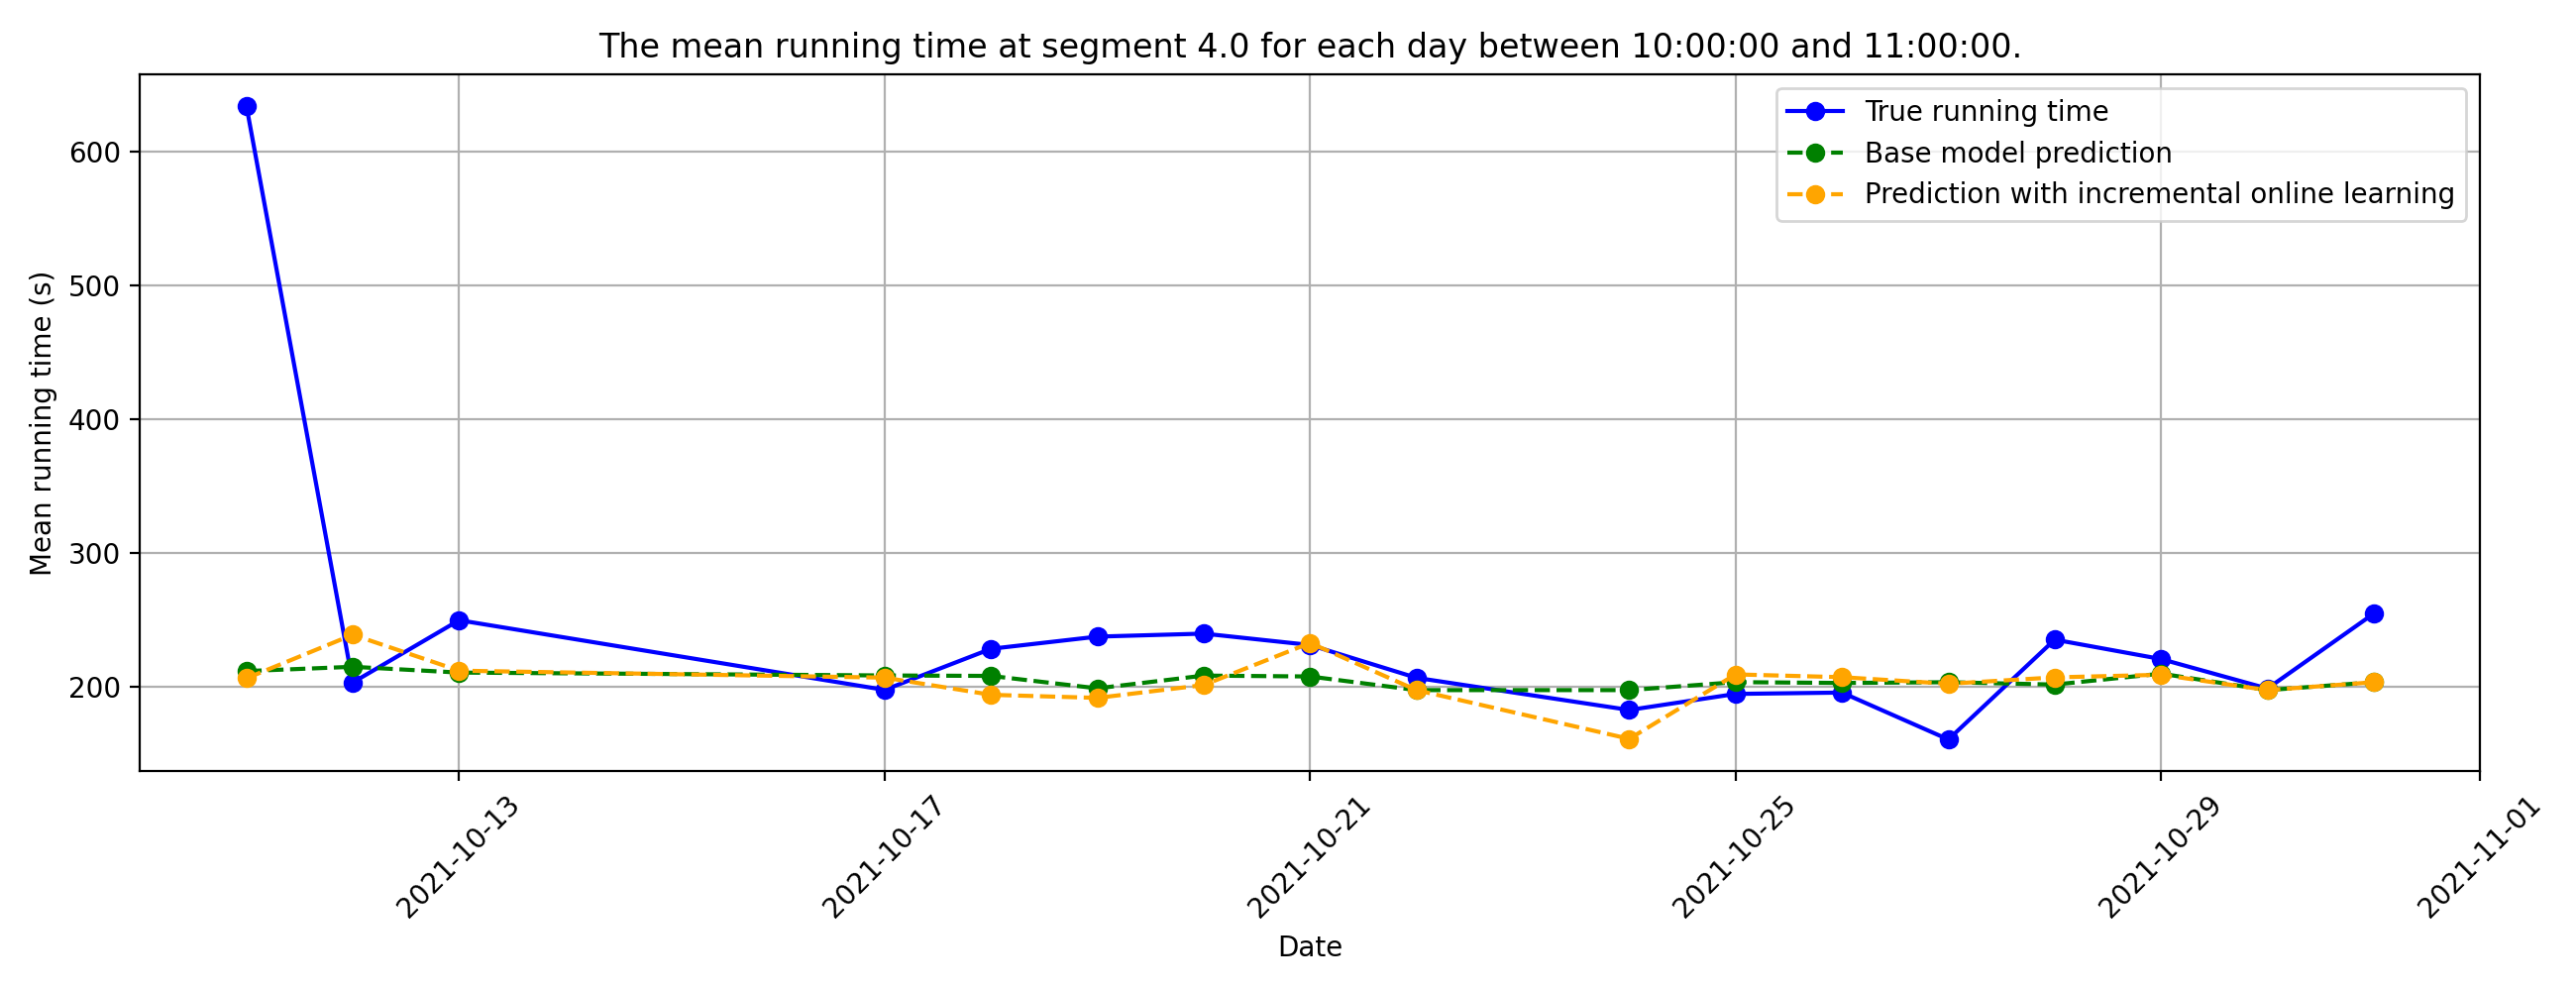 The mean running time at segment 4.0 for each day between 10:00:00 and 11:00:00.
True running time
Base model prediction
Prediction with incremental online learning
Mean running time (s)
600
500
400
300
200
2021-10-13
2021-10-17
2021-10-21
2021-10-25
2021-10-29
2021-11-01
Date